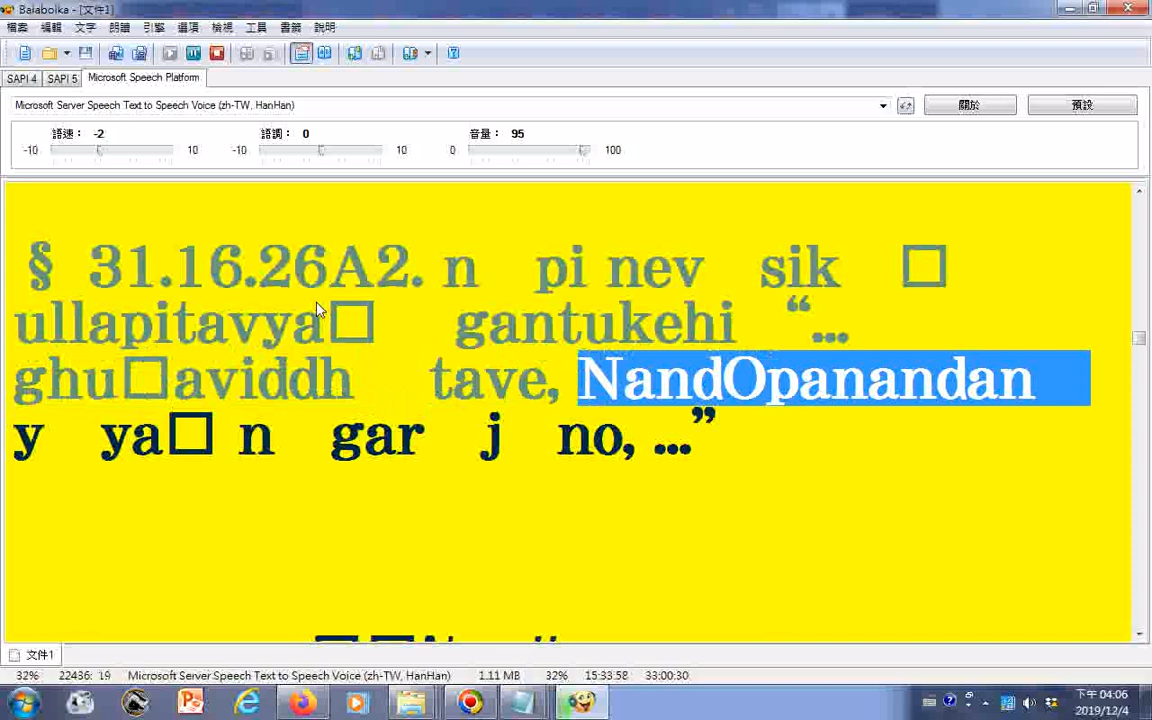 Balabolka - [文件1]
檔案 編輯 文字 朗讀 引擎 選項 檢視 工具 書籤 說明
SAPI 4 SAPI 5 Microsoft Speech Platform
Microsoft Server Speech Text to Speech Voice (zh-TW, HanHan) 關於 預設
語速： -2 語調： 0 音量： 95
-10 10 -10 10 0 100
§ 31.16.26A2. n pi nev sik □
ullapitavya□ gantukehi “...
ghu□aviddh tave, NandOpanandan
y ya□ n gar j no, ...”
文件1
32% 22436: 19 Microsoft Server Speech Text to Speech Voice (zh-TW, HanHan) 1.11 MB 32% 15:33:58 33:00:30
下午 04:06
2019/12/4